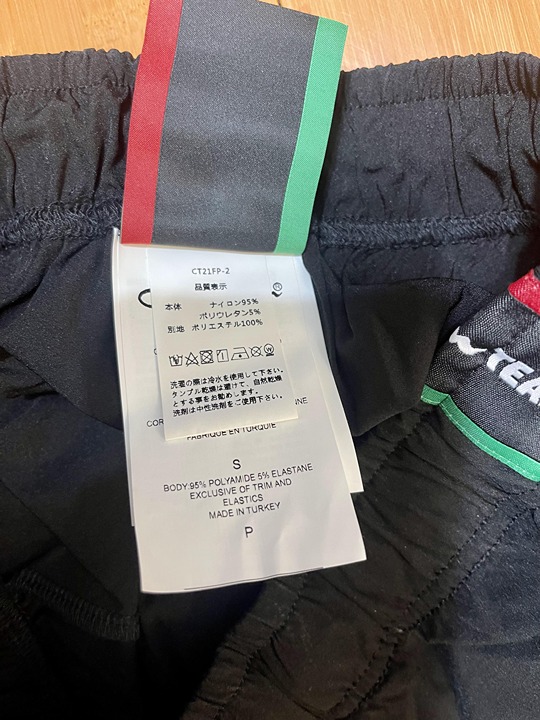 CT21FP-2
品質表示
本体 ナイロン95%
ポリウレタン5%
別地 ポリエステル100%
洗濯の際は冷水を使用して下さい。
タンブル乾燥は避けて、自然乾燥
とする事をお勧めします。
洗剤は中性洗剤をご使用下さい。
COR
INE.
FABRIQUE EN TURQUIE
S
BODY:95% POLYAMIDE 5% ELASTANE
EXCLUSIVE OF TRIM AND
ELASTICS
MADE IN TURKEY
P
TEA